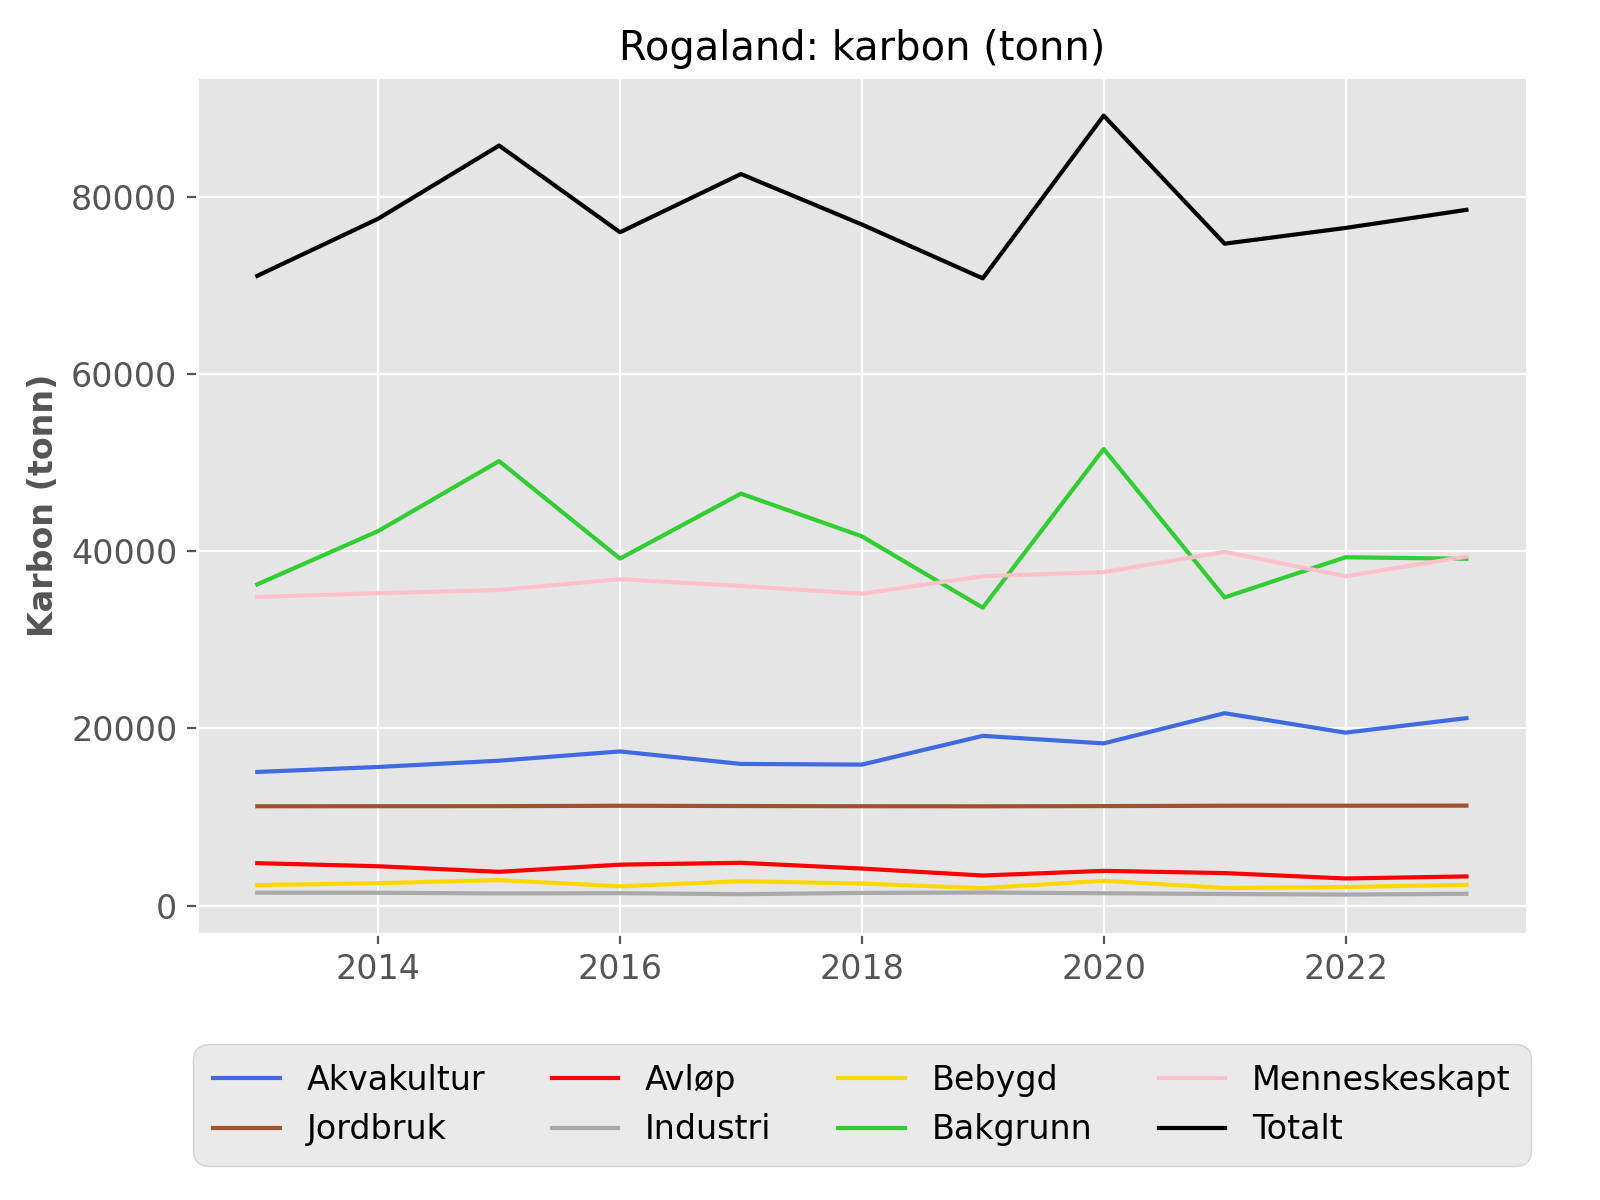 Rogaland: karbon (tonn)
Karbon (tonn)
80000
60000
40000
20000
0
2014 2016 2018 2020 2022
Akvakultur Avløp Bebygd Menneskeskapt
Jordbruk Industri Bakgrunn Totalt